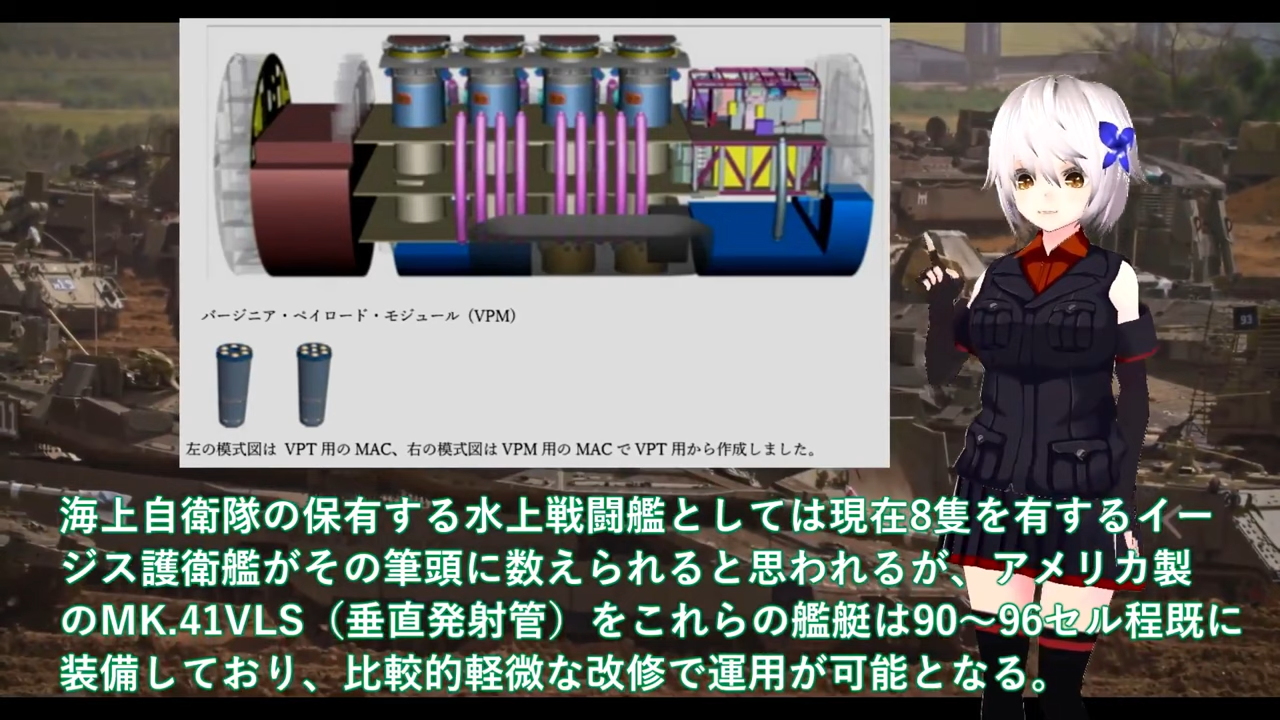 バージニア・ペイロード・モジュール（VPM）
左の模式図は VPT 用の MAC、右の模式図は VPM 用の MAC で VPT 用から作成しました。
海上自衛隊の保有する水上戦闘艦としては現在8隻を有するイー
ジス護衛艦がその筆頭に数えられると思われるが、アメリカ製
のMK.41VLS（垂直発射管）をこれらの艦艇は90～96セル程既に
装備しており、比較的軽微な改修で運用が可能となる。
93